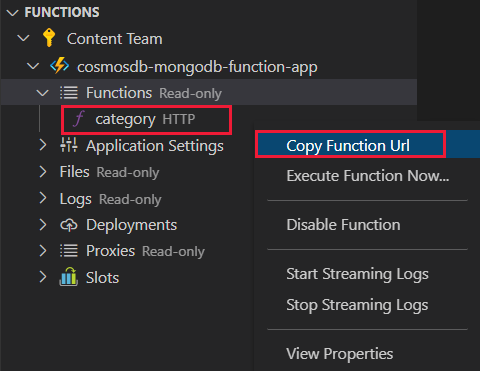 FUNCTIONS
Content Team
cosmosdb-mongodb-function-app
Functions Read-only
category HTTP
Application Settings
Files Read-only
Logs Read-only
Deployments
Proxies Read-only
Slots
Copy Function Url
Execute Function Now...
Disable Function
Start Streaming Logs
Stop Streaming Logs
View Properties